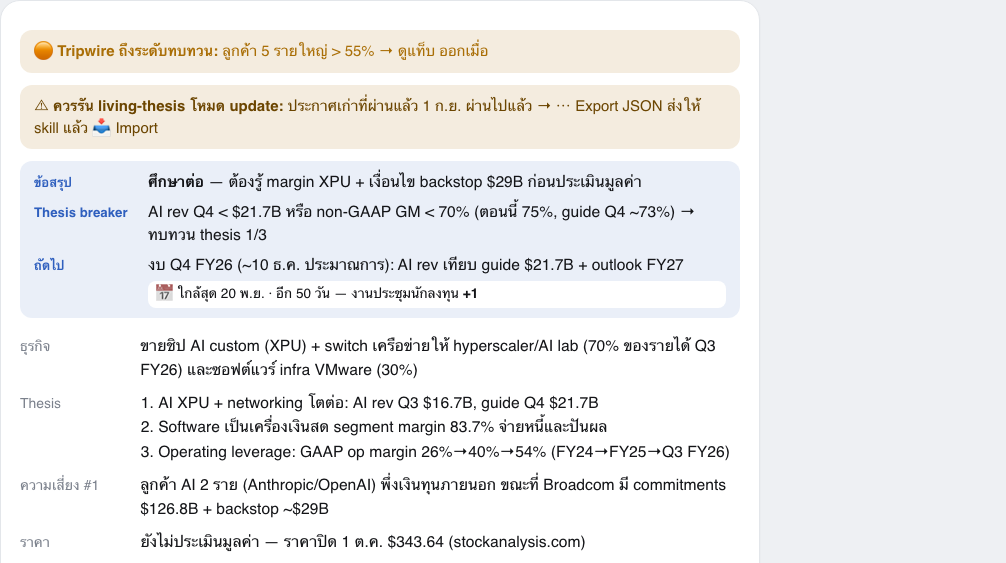 🟠 Tripwire ถึงระดับทบทวน: ลูกค้า 5 รายใหญ่ > 55% → ดูแท็บ ออกเมื่อ
⚠ ควรรัน living-thesis โหมด update: ประกาศเก่าที่ผ่านแล้ว 1 ก.ย. ผ่านไปแล้ว → ⋯ Export JSON ส่งให้
skill แล้ว 📥 Import
ข้อสรุป ศึกษาต่อ — ต้องรู้ margin XPU + เงื่อนไข backstop $29B ก่อนประเมินมูลค่า
Thesis breaker AI rev Q4 < $21.7B หรือ non-GAAP GM < 70% (ตอนนี้ 75%, guide Q4 ~73%) →
ทบทวน thesis 1/3
ถัดไป งบ Q4 FY26 (~10 ธ.ค. ประมาณการ): AI rev เทียบ guide $21.7B + outlook FY27
📅 ใกล้สุด 20 พ.ย. · อีก 50 วัน — งานประชุมนักลงทุน +1
ธุรกิจ ขายชิป AI custom (XPU) + switch เครือข่ายให้ hyperscaler/AI lab (70% ของรายได้ Q3
FY26) และซอฟต์แวร์ infra VMware (30%)
Thesis 1. AI XPU + networking โตต่อ: AI rev Q3 $16.7B, guide Q4 $21.7B
2. Software เป็นเครื่องเงินสด segment margin 83.7% จ่ายหนี้และปันผล
3. Operating leverage: GAAP op margin 26%→40%→54% (FY24→FY25→Q3 FY26)
ความเสี่ยง #1 ลูกค้า AI 2 ราย (Anthropic/OpenAI) พึ่งเงินทุนภายนอก ขณะที่ Broadcom มี commitments
$126.8B + backstop ~$29B
ราคา ยังไม่ประเมินมูลค่า — ราคาปิด 1 ต.ค. $343.64 (stockanalysis.com)